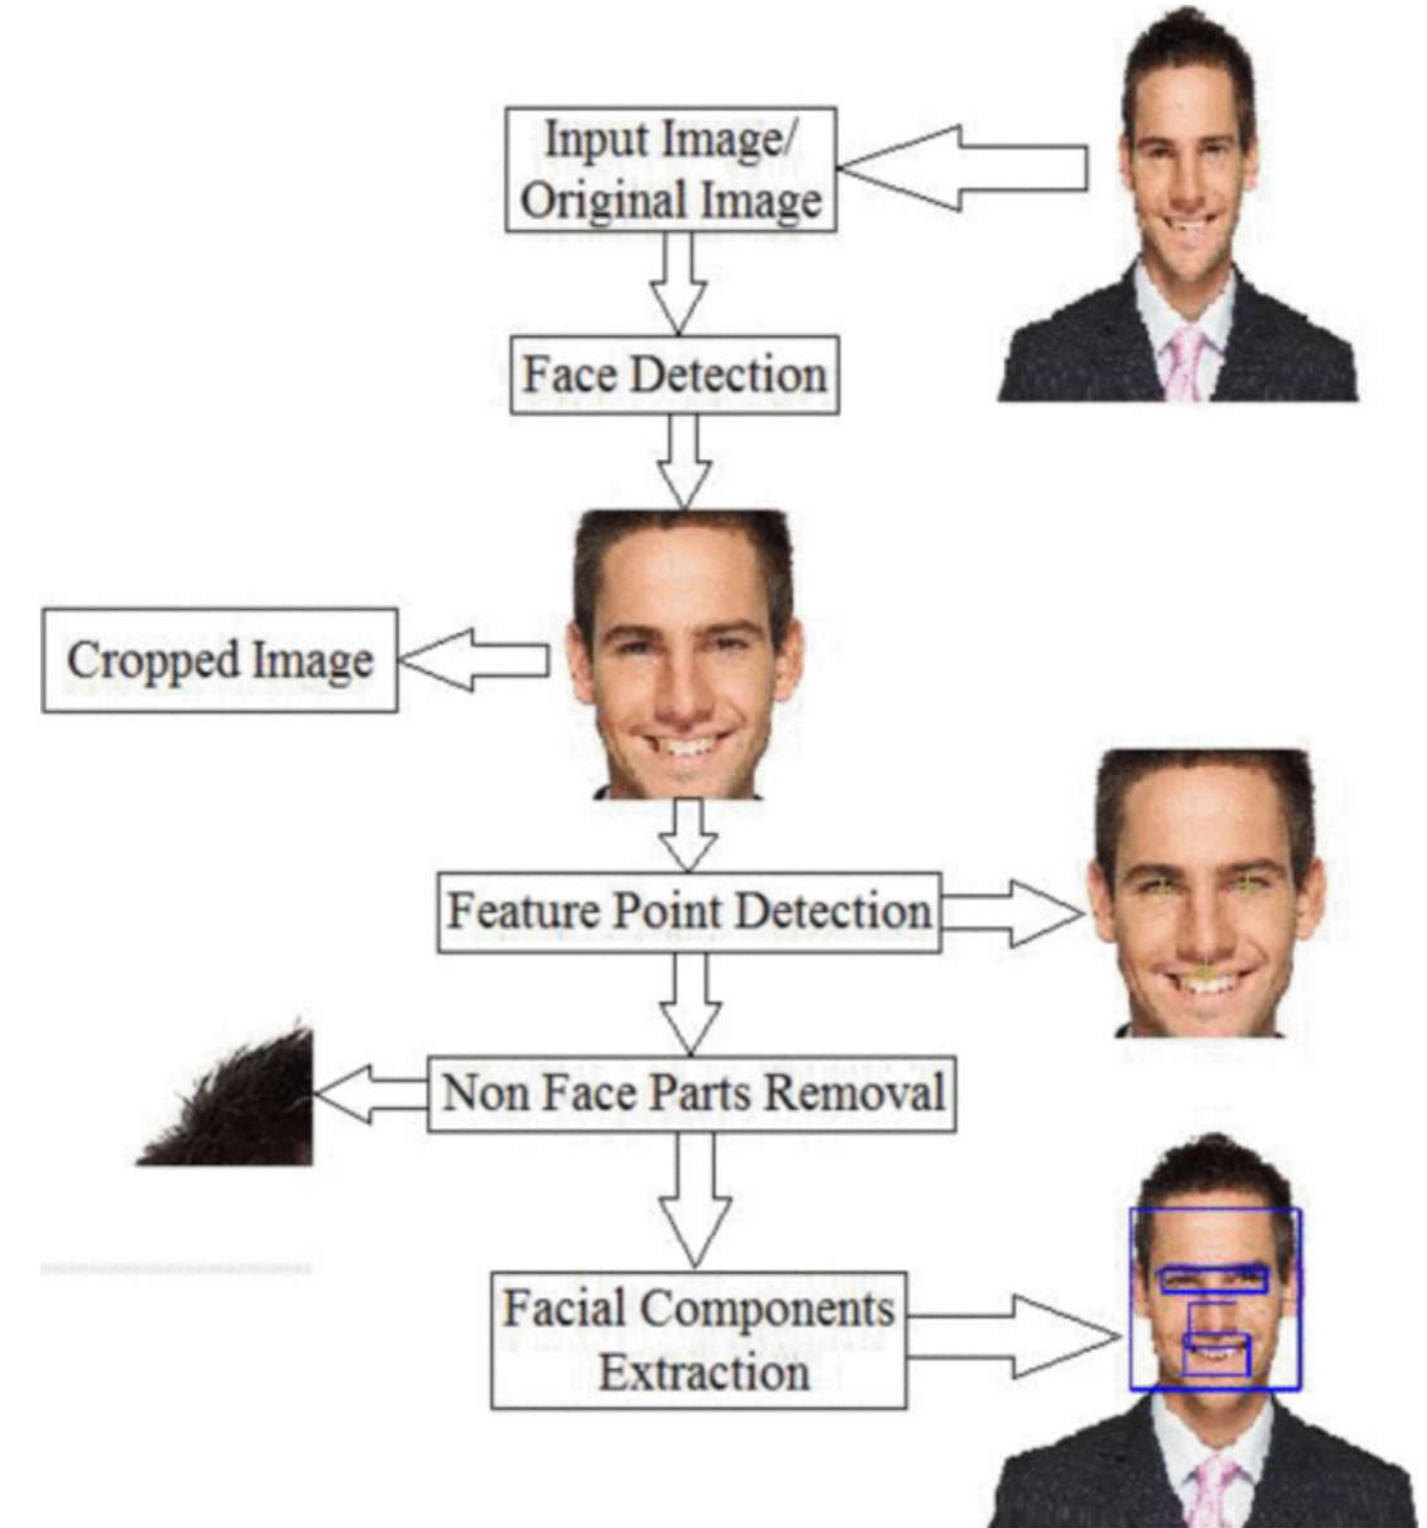 Input Image/
Original Image
Face Detection
Cropped Image
Feature Point Detection
Non Face Parts Removal
Facial Components
Extraction